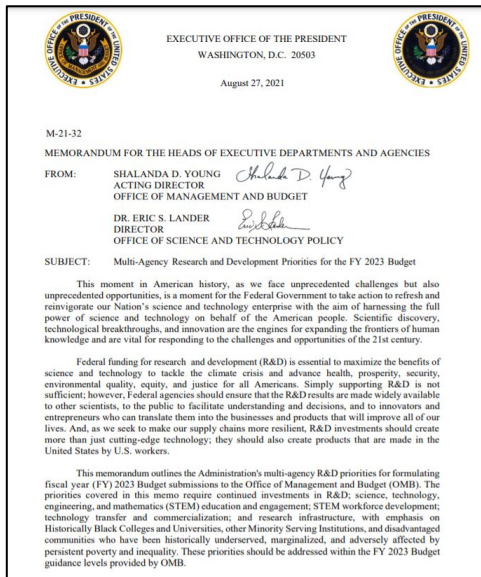 EXECUTIVE OFFICE OF THE PRESIDENT
WASHINGTON, D.C. 20503
August 27, 2021
M-21-32
MEMORANDUM FOR THE HEADS OF EXECUTIVE DEPARTMENTS AND AGENCIES
FROM: SHALANDA D. YOUNG Shalanda D. Young
ACTING DIRECTOR
OFFICE OF MANAGEMENT AND BUDGET
DR. ERIC S. LANDER
DIRECTOR
OFFICE OF SCIENCE AND TECHNOLOGY POLICY
SUBJECT: Multi-Agency Research and Development Priorities for the FY 2023 Budget
This moment in American history, as we face unprecedented challenges but also
unprecedented opportunities, is a moment for the Federal Government to take action to refresh and
reinvigorate our Nation's science and technology enterprise with the aim of harnessing the full
power of science and technology on behalf of the American people. Scientific discovery,
technological breakthroughs, and innovation are the engines for expanding the frontiers of human
knowledge and are vital for responding to the challenges and opportunities of the 21st century.
Federal funding for research and development (R&D) is essential to maximize the benefits of
science and technology to tackle the climate crisis and advance health, prosperity, security,
environmental quality, equity, and justice for all Americans. Simply supporting R&D is not
sufficient; however, Federal agencies should ensure that the R&D results are made widely available
to other scientists, to the public to facilitate understanding and decisions, and to innovators and
entrepreneurs who can translate them into the businesses and products that will improve all of our
lives. And, as we seek to make our supply chains more resilient, R&D investments should create
more than just cutting-edge technology; they should also create products that are made in the
United States by U.S. workers.
This memorandum outlines the Administration's multi-agency R&D priorities for formulating
fiscal year (FY) 2023 Budget submissions to the Office of Management and Budget (OMB). The
priorities covered in this memo require continued investments in R&D; science, technology,
engineering, and mathematics (STEM) education and engagement; STEM workforce development;
technology transfer and commercialization; and research infrastructure, with emphasis on
Historically Black Colleges and Universities, other Minority Serving Institutions, and disadvantaged
communities who have been historically underserved, marginalized, and adversely affected by
persistent poverty and inequality. These priorities should be addressed within the FY 2023 Budget
guidance levels provided by OMB.